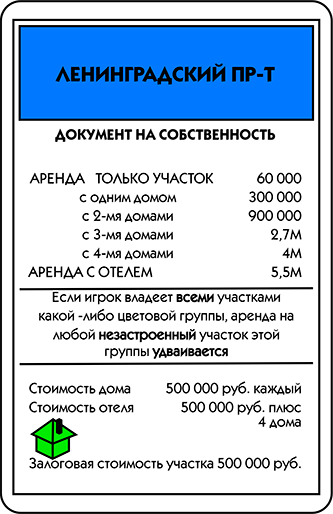 ЛЕНИНГРАДСКИЙ ПР-Т
ДОКУМЕНТ НА СОБСТВЕННОСТЬ
АРЕНДА ТОЛЬКО УЧАСТОК 60 000
с одним домом 300 000
с 2-мя домами 900 000
с 3-мя домами 2,7М
с 4-мя домами 4М
АРЕНДА С ОТЕЛЕМ 5,5М
Если игрок владеет всеми участками
какой -либо цветовой группы, аренда на
любой незастроенный участок этой
группы удваивается
Стоимость дома 500 000 руб. каждый
Стоимость отеля 500 000 руб. плюс
4 дома
Залоговая стоимость участка 500 000 руб.